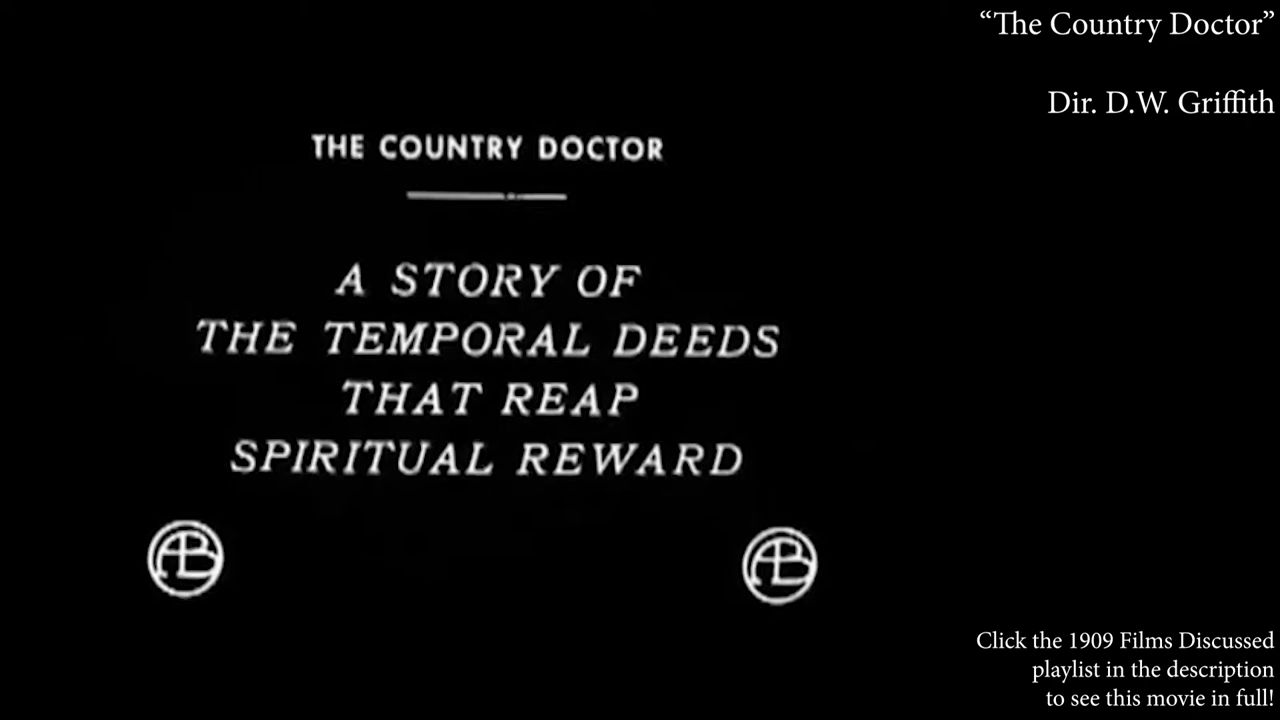 “The Country Doctor”
Dir. D.W. Griffith
THE COUNTRY DOCTOR
A STORY OF
THE TEMPORAL DEEDS
THAT REAP
SPIRITUAL REWARD
AB AB
Click the 1909 Films Discussed
playlist in the description
to see this movie in full!